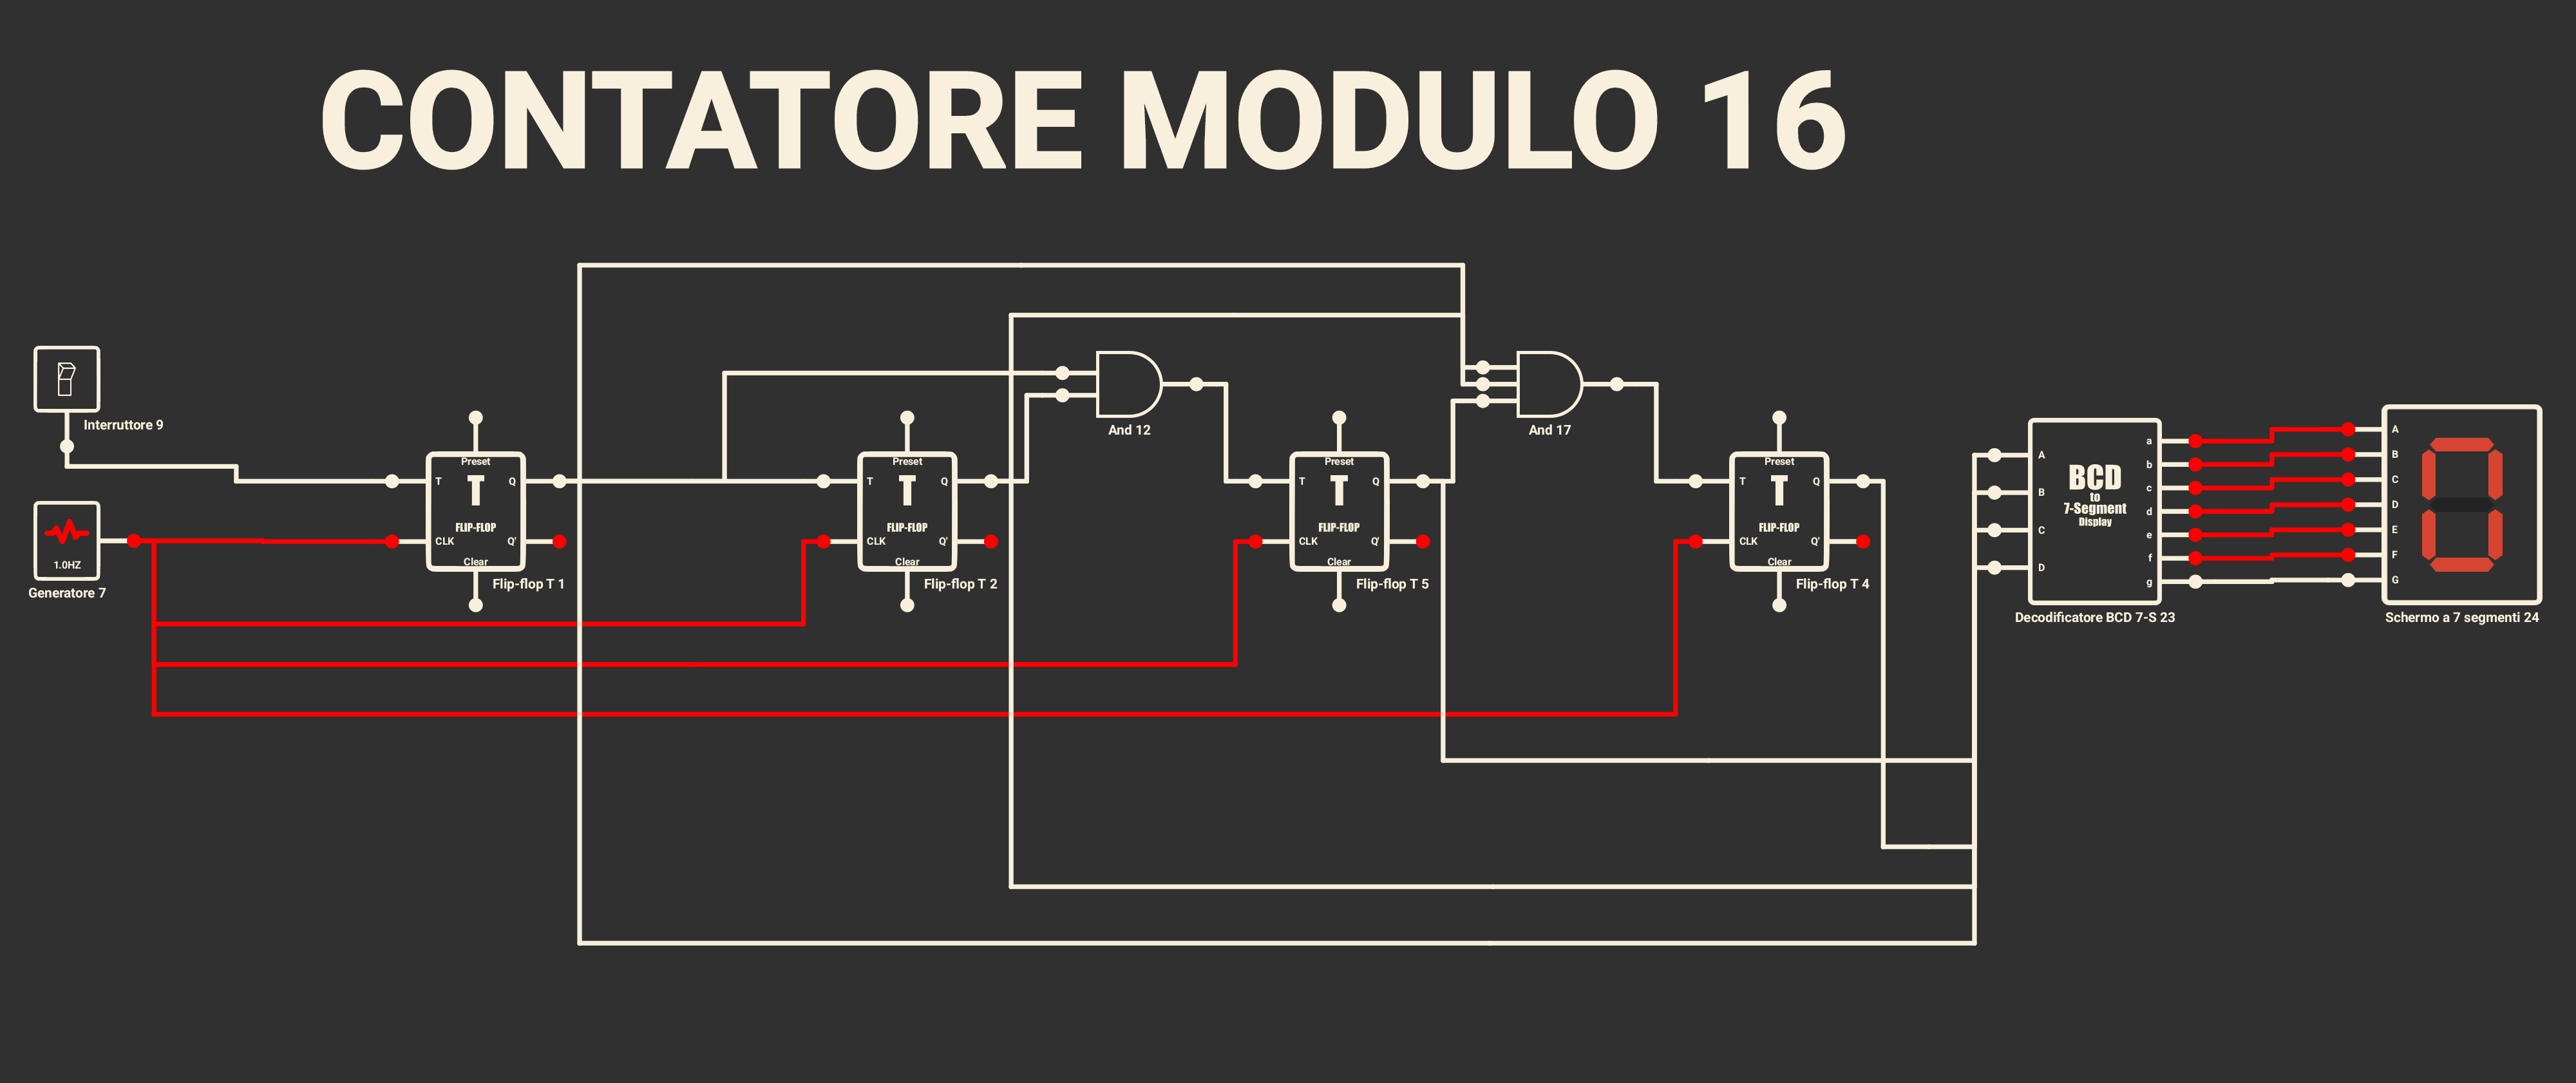 CONTATORE MODULO 16
Interruttore 9
1.0HZ
Generatore 7
Preset
T
T
Q
FLIP-FLOP
CLK
Q'
Clear
Flip-flop T 1
Preset
T
T
Q
FLIP-FLOP
CLK
Q'
Clear
Flip-flop T 2
And 12
Preset
T
T
Q
FLIP-FLOP
CLK
Q'
Clear
Flip-flop T 5
And 17
Preset
T
T
Q
FLIP-FLOP
CLK
Q'
Clear
Flip-flop T 4
A
B
C
D
BCD
to
7-Segment
Display
a
b
c
d
e
f
g
Decodificatore BCD 7-S 23
A
B
C
D
E
F
G
Schermo a 7 segmenti 24